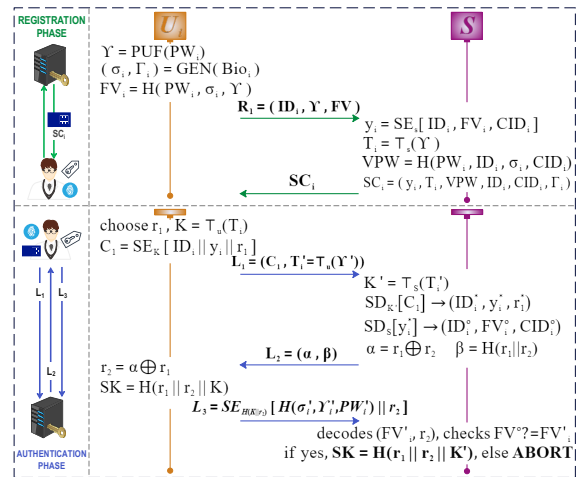 REGISTRATION
PHASE
U_i
S
SC_i
ϒ = PUF(PW_i)
(σ_i, Γ_i) = GEN(Bio_i)
FV_i = H(PW_i, σ_i, ϒ)
R_1 = (ID_i, ϒ, FV)
y_i = SE_s[ID_i, FV_i, CID_i]
T_i = ⊤_s(ϒ)
VPW = H(PW_i, ID_i, σ_i, CID_i)
SC_i = (y_i, T_i, VPW, ID_i, CID_i, Γ_i)
SC_i
choose r_1, K = ⊤_u(T_i)
C_1 = SE_K[ID_i || y_i || r_1]
L_1 = (C_1, T_i' = ⊤_u(ϒ'))
K' = ⊤_S(T_i')
SD_K'[C_1] → (ID_i^*, y_i^*, r_1^*)
SD_S[y_i^*] → (ID_i°, FV_i°, CID_i°)
α = r_1 ⊕ r_2 β = H(r_1||r_2)
L_2 = (α, β)
r_2 = α ⊕ r_1
SK = H(r_1 || r_2 || K)
L_3 = SE_H(K||r_2)[H(σ_i', ϒ_i', PW_i') || r_2]
decodes (FV'_i, r_2), checks FV°?=FV'_i
if yes, SK = H(r_1 || r_2 || K'), else ABORT
L_1
L_3
L_2
AUTHENTICATION
PHASE